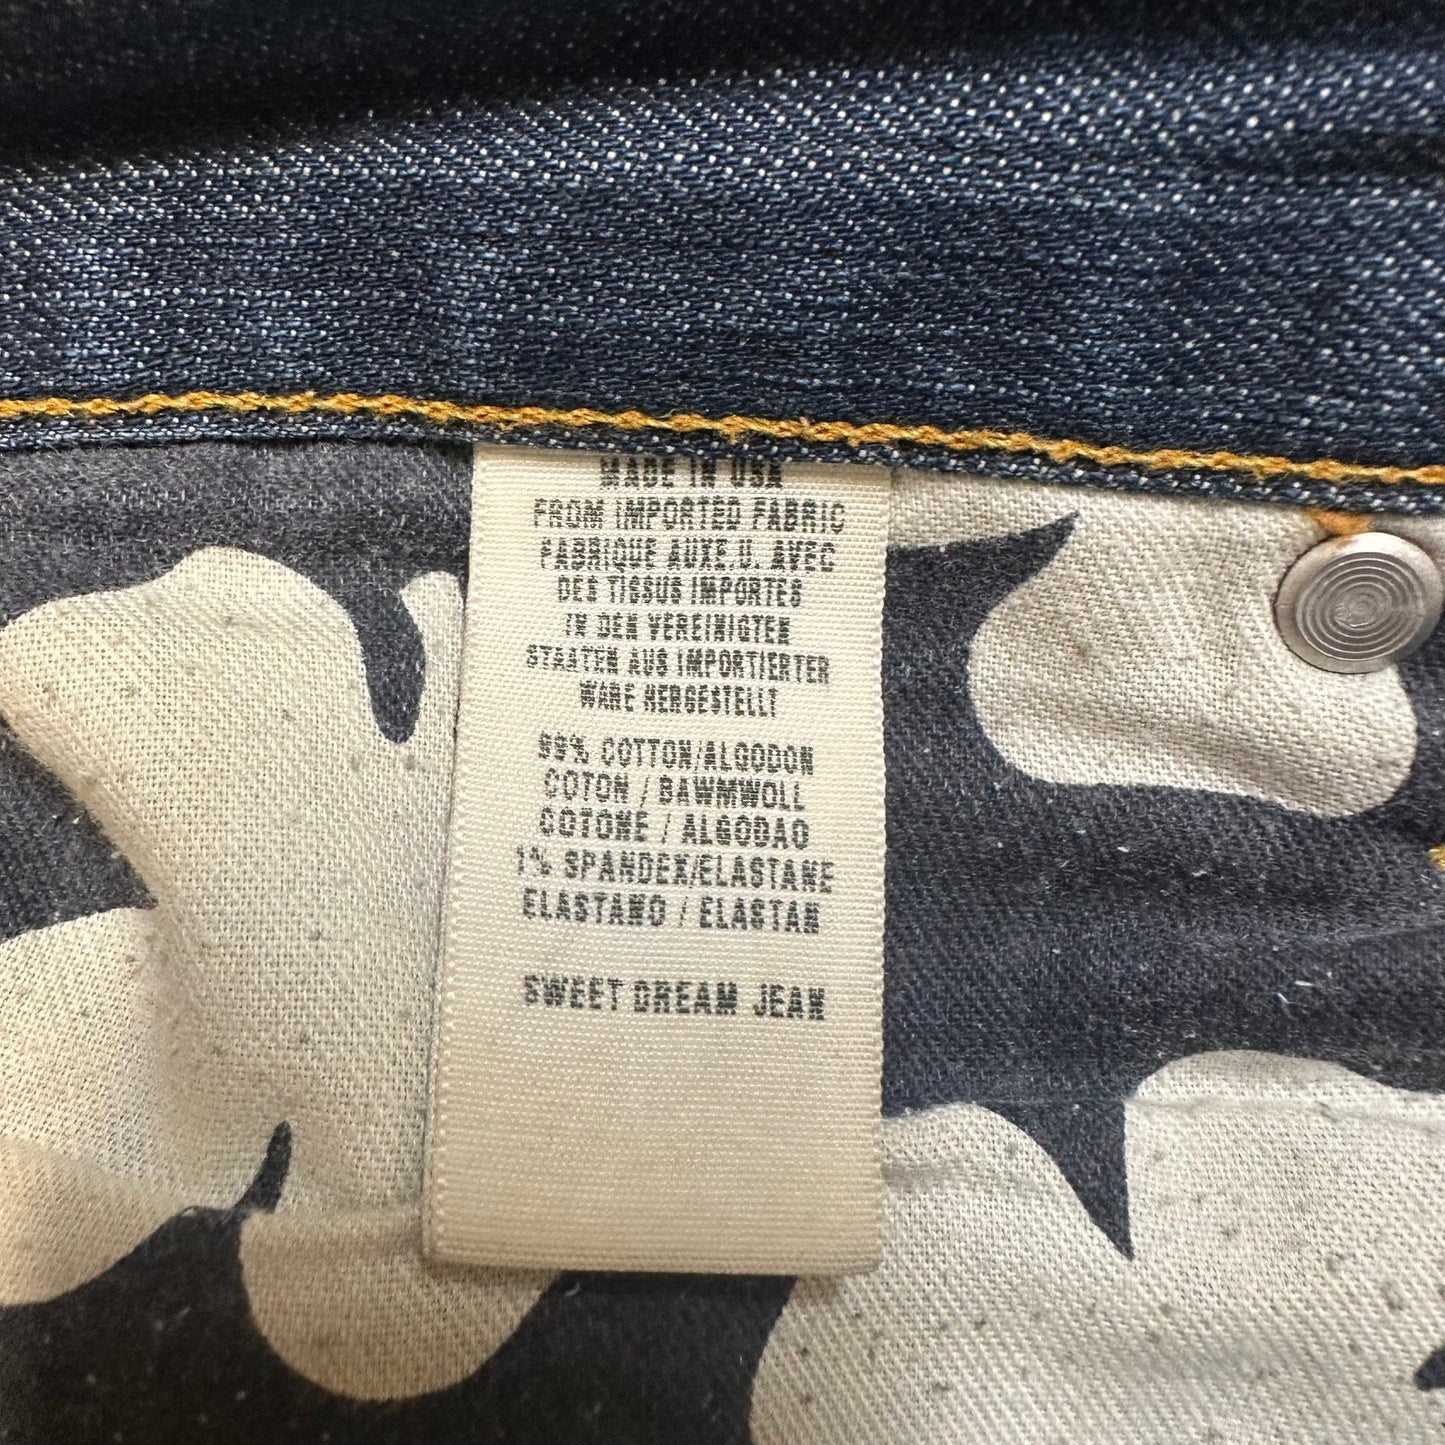 MADE IN USA
FROM IMPORTED FABRIC
FABRIQUE AUXE.U. AVEC
DES TISSUS IMPORTES
IN DEN VEREINIGTEN
STAATEN AUS IMPORTIERTER
WARE HERGESTELLT
99% COTTON/ALGODON
COTON / BAWMWOLL
COTONE / ALGODAO
1% SPANDEX/ELASTANE
ELASTANO / ELASTAN
SWEET DREAM JEAN